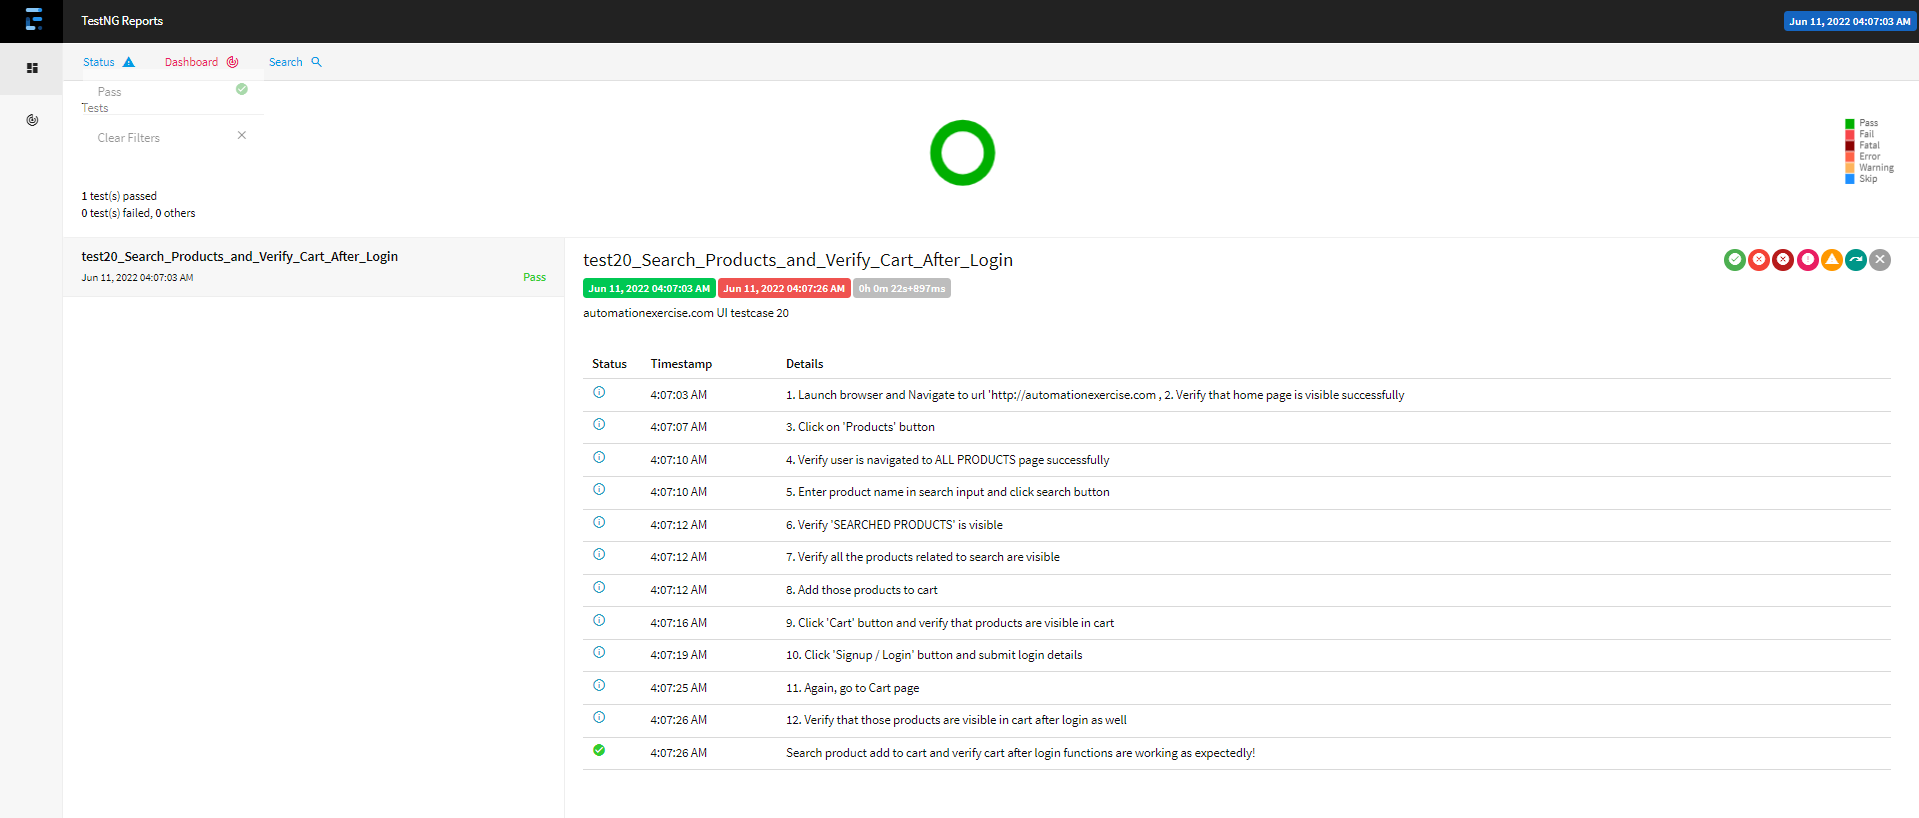 TestNG Reports
Jun 11, 2022 04:07:03 AM
Status
Dashboard
Search
Pass
Tests
Clear Filters
1 test(s) passed
0 test(s) failed, 0 others
Pass
Fail
Fatal
Error
Warning
Skip
test20_Search_Products_and_Verify_Cart_After_Login
Jun 11, 2022 04:07:03 AM
Pass
test20_Search_Products_and_Verify_Cart_After_Login
Jun 11, 2022 04:07:03 AM Jun 11, 2022 04:07:26 AM 0h 0m 22s+897ms
automationexercise.com UI testcase 20
Status Timestamp Details
4:07:03 AM 1. Launch browser and Navigate to url 'http://automationexercise.com , 2. Verify that home page is visible successfully
4:07:07 AM 3. Click on 'Products' button
4:07:10 AM 4. Verify user is navigated to ALL PRODUCTS page successfully
4:07:10 AM 5. Enter product name in search input and click search button
4:07:12 AM 6. Verify 'SEARCHED PRODUCTS' is visible
4:07:12 AM 7. Verify all the products related to search are visible
4:07:12 AM 8. Add those products to cart
4:07:16 AM 9. Click 'Cart' button and verify that products are visible in cart
4:07:19 AM 10. Click 'Signup / Login' button and submit login details
4:07:25 AM 11. Again, go to Cart page
4:07:26 AM 12. Verify that those products are visible in cart after login as well
4:07:26 AM Search product add to cart and verify cart after login functions are working as expectedly!